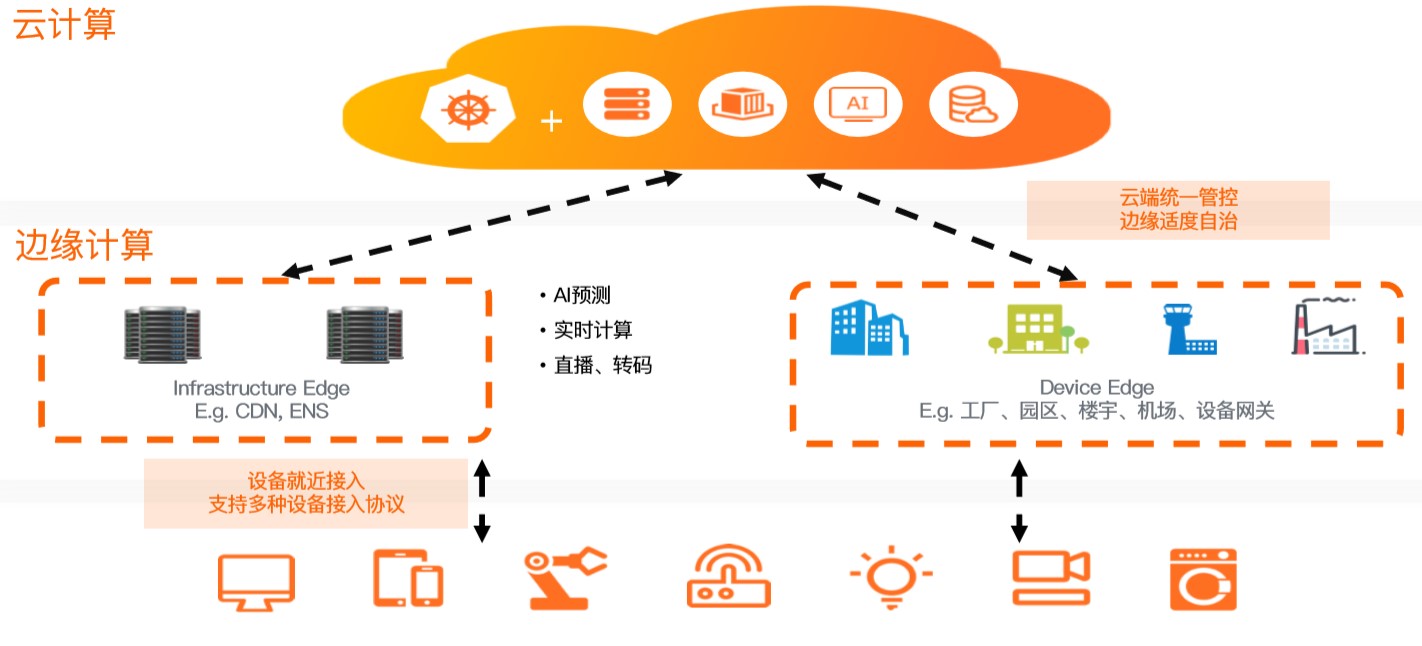 云计算
+
AI
云端统一管控
边缘适度自治
边缘计算
• AI预测
• 实时计算
• 直播、转码
Infrastructure Edge
E.g. CDN, ENS
Device Edge
E.g. 工厂、园区、楼宇、机场、设备网关
设备就近接入
支持多种设备接入协议